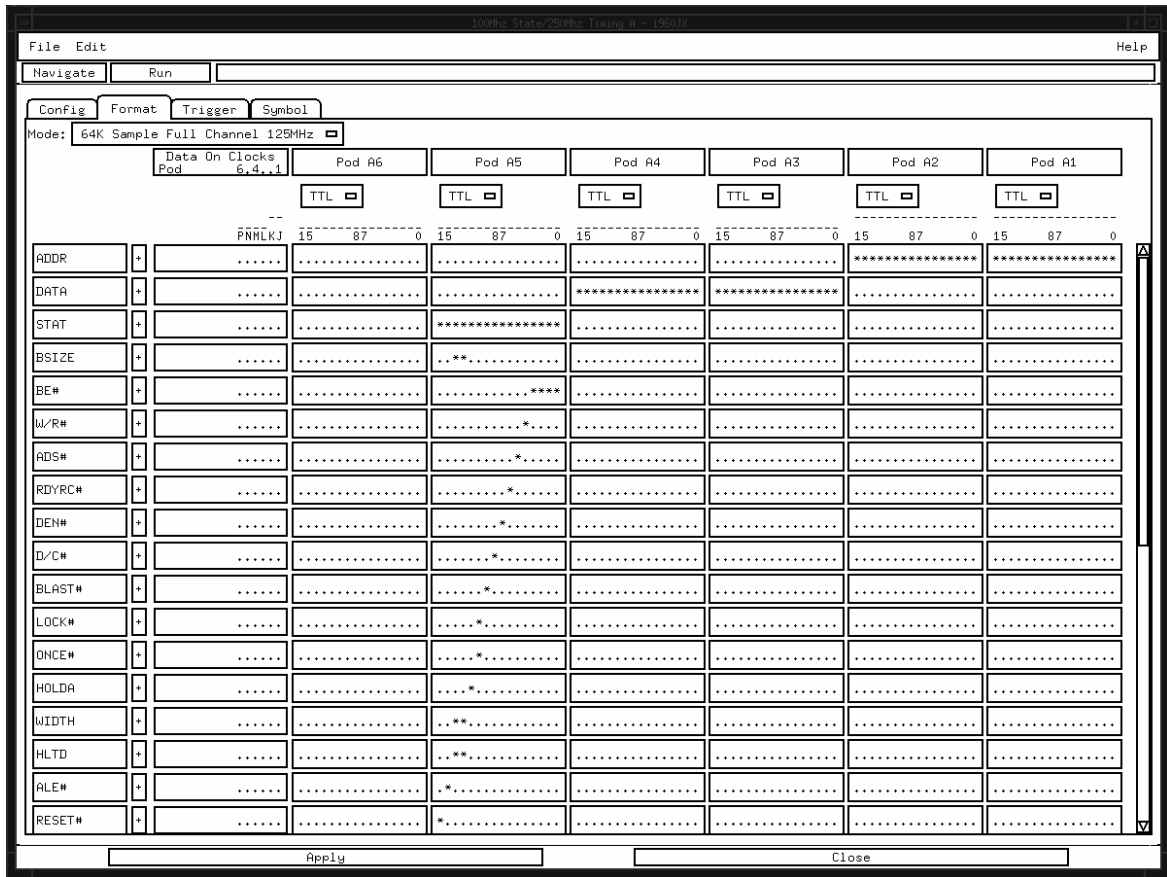 100Mhz State/250Mhz Timing A - i960JX
File Edit Help
Navigate Run
Config Format Trigger Symbol
Mode: 64K Sample Full Channel 125MHz
Data On Clocks Pod A6 Pod A5 Pod A4 Pod A3 Pod A2 Pod A1
Pod 6.4..1
TTL TTL TTL TTL TTL TTL
PNMLKJ 15 87 0 15 87 0 15 87 0 15 87 0 15 87 0 15 87 0
ADDR + ...... ................ ................ ................ ................ **************** ****************
DATA + ...... ................ ................ **************** **************** ................ ................
STAT + ...... ................ **************** ................ ................ ................ ................
BSIZE + ...... ................ ..**............ ................ ................ ................ ................
BE# + ...... ................ ............**** ................ ................ ................ ................
W/R# + ...... ................ ...........*.... ................ ................ ................ ................
ADS# + ...... ................ ..........*..... ................ ................ ................ ................
RDYRC# + ...... ................ .........*...... ................ ................ ................ ................
DEN# + ...... ................ ........*....... ................ ................ ................ ................
D/C# + ...... ................ .......*........ ................ ................ ................ ................
BLAST# + ...... ................ ......*......... ................ ................ ................ ................
LOCK# + ...... ................ .....*.......... ................ ................ ................ ................
ONCE# + ...... ................ .....*.......... ................ ................ ................ ................
HOLDA + ...... ................ ....*........... ................ ................ ................ ................
WIDTH + ...... ................ ..**............ ................ ................ ................ ................
HLTD + ...... ................ ..**............ ................ ................ ................ ................
ALE# + ...... ................ .*.............. ................ ................ ................ ................
RESET# + ...... ................ *............... ................ ................ ................ ................
Apply Close